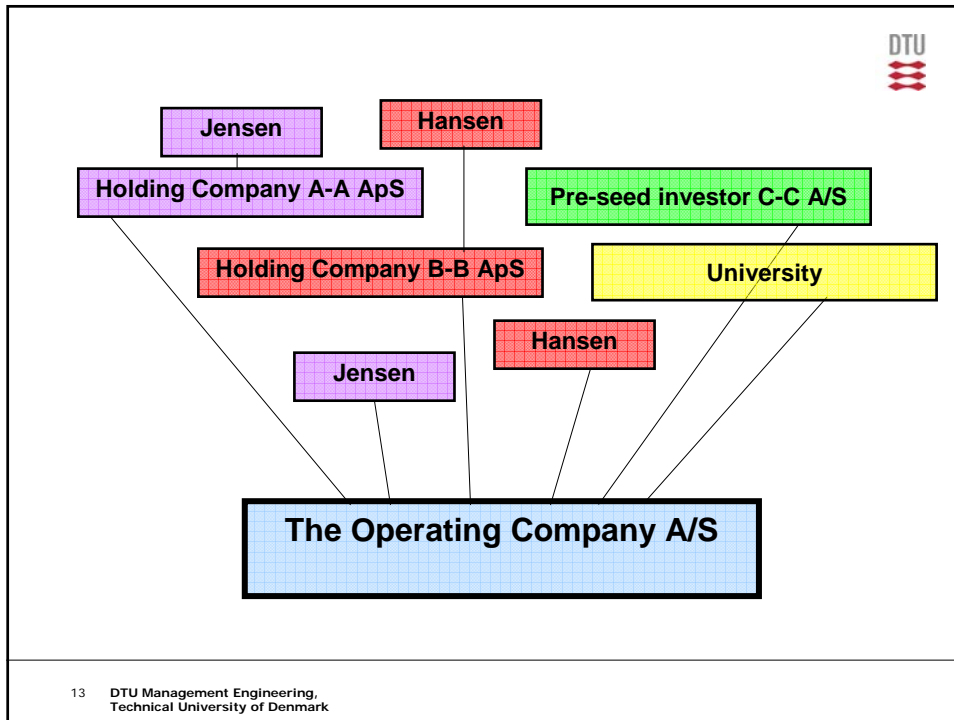 DTU
Jensen
Hansen
Holding Company A-A ApS
Pre-seed investor C-C A/S
Holding Company B-B ApS
University
Hansen
Jensen
The Operating Company A/S
13 DTU Management Engineering,
Technical University of Denmark